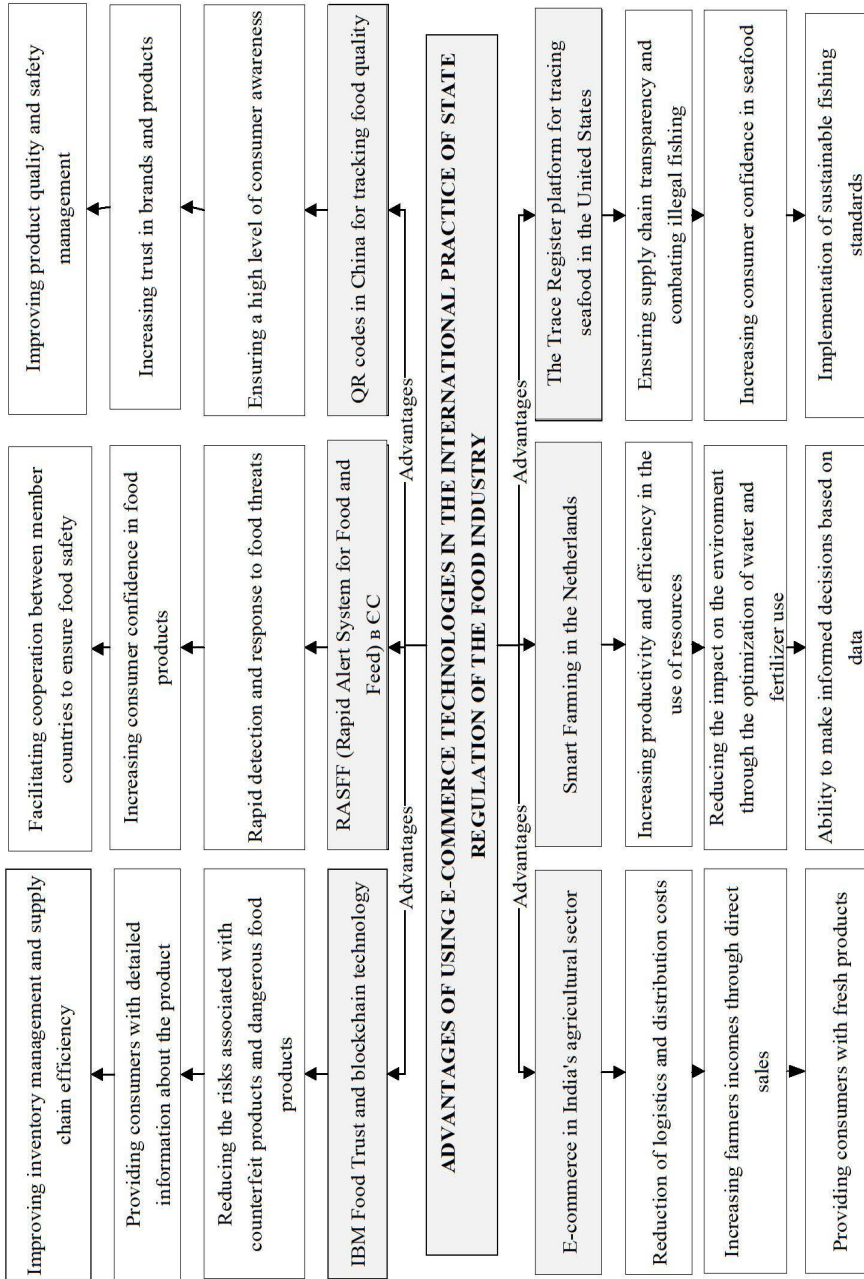 Improving inventory management and supply
chain efficiency
Facilitating cooperation between member
countries to ensure food safety
Improving product quality and safety
management
Providing consumers with detailed
information about the product
Increasing consumer confidence in food
products
Increasing trust in brands and products
Reducing the risks associated with
counterfeit products and dangerous food
products
Rapid detection and response to food threats
Ensuring a high level of consumer awareness
IBM Food Trust and blockchain technology
RASFF (Rapid Alert System for Food and
Feed) в ЄС
QR codes in China for tracking food quality
Advantages
Advantages
ADVANTAGES OF USING E-COMMERCE TECHNOLOGIES IN THE INTERNATIONAL PRACTICE OF STATE
REGULATION OF THE FOOD INDUSTRY
Advantages
Advantages
E-commerce in India's agricultural sector
Smart Farming in the Netherlands
The Trace Register platform for tracing
seafood in the United States
Reduction of logistics and distribution costs
Increasing productivity and efficiency in the
use of resources
Ensuring supply chain transparency and
combating illegal fishing
Increasing farmers incomes through direct
sales
Reducing the impact on the environment
through the optimization of water and
fertilizer use
Increasing consumer confidence in seafood
Providing consumers with fresh products
Ability to make informed decisions based on
data
Implementation of sustainable fishing
standards